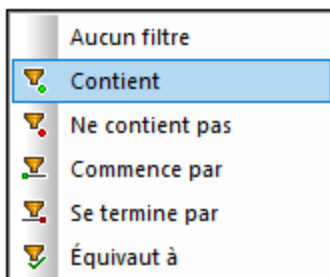 Aucun filtre
Contient
Ne contient pas
Commence par
Se termine par
Équivaut à